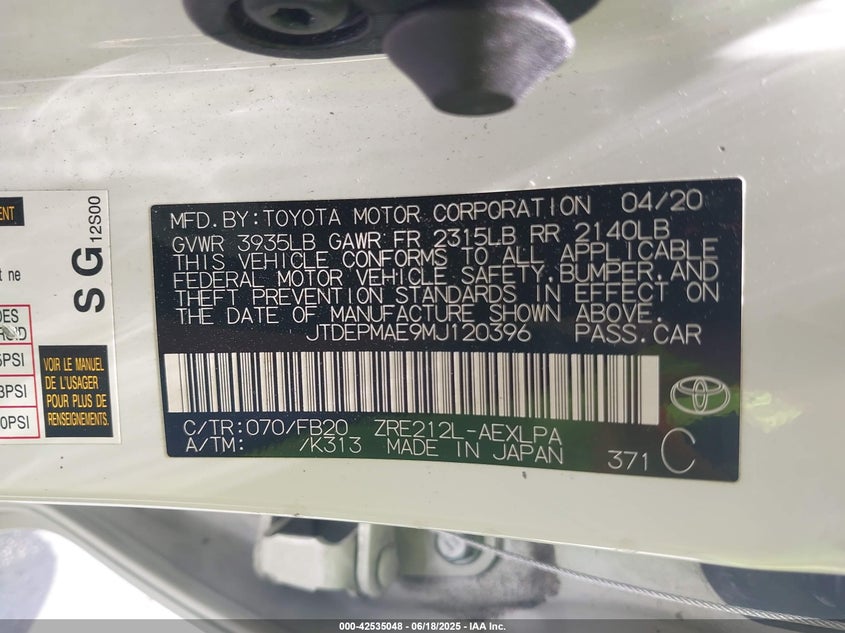 MFD.BY:TOYOTA MOTOR CORPORATION 04/20
GVWR 3935LB GAWR FR 2315LB RR 2140LB
THIS VEHICLE CONFORMS TO ALL APPLICABLE
FEDERAL MOTOR VEHICLE SAFETY,BUMPER,AND
THEFT PREVENTION STANDARDS IN EFFECT ON
THE DATE OF MANUFACTURE SHOWN ABOVE.
JTDEPMAE9MJ120396 PASS.CAR
C/TR:070/FB20 ZRE212L-AEXLPA
A/TM: /K313 MADE IN JAPAN 371 C
SG 12S00
VOIR LE MANUEL
DE L'USAGER
POUR PLUS DE
RENSEIGNEMENTS.
000-42535048 - 06/18/2025 - IAA Inc.